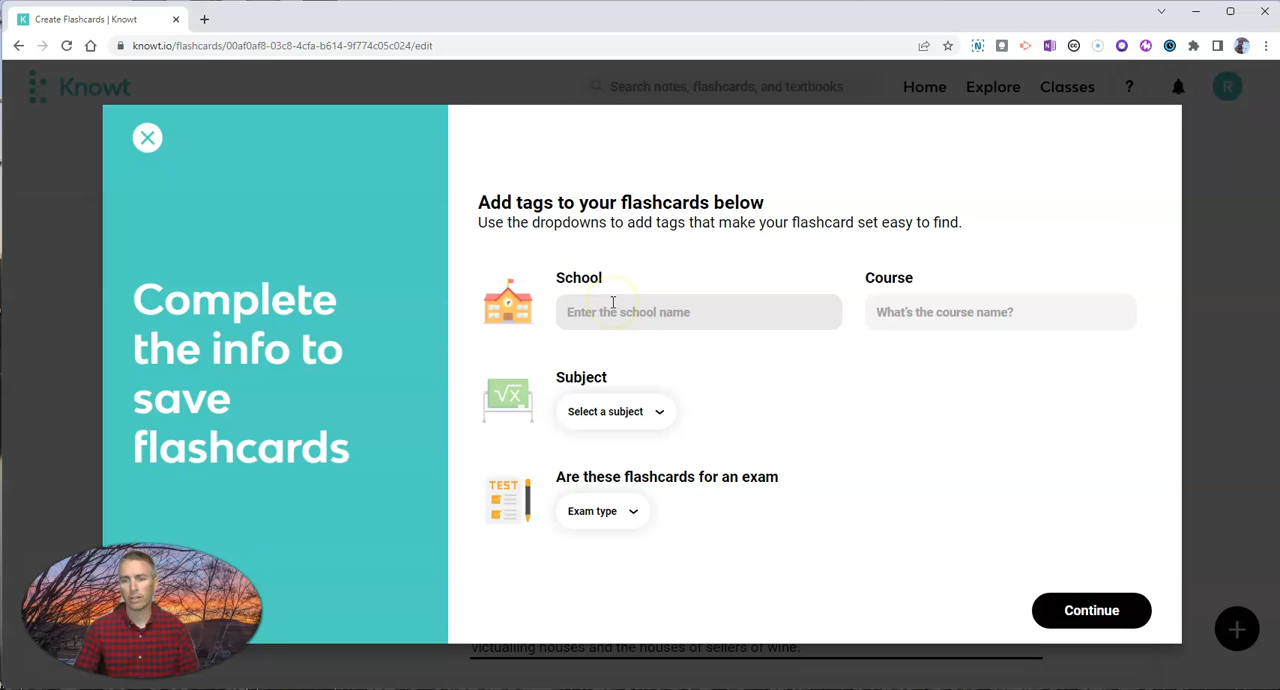 Create Flashcards | Knowt
knowt.io/flashcards/00af0af8-03c8-4cfa-b614-9f774c05c024/edit
Knowt
Search notes, flashcards, and textbooks
Home Explore Classes ? R
Complete
the info to
save
flashcards
Add tags to your flashcards below
Use the dropdowns to add tags that make your flashcard set easy to find.
School Course
Enter the school name What's the course name?
Subject
√x Select a subject
Are these flashcards for an exam
TEST
Exam type
Continue
victualling houses and the houses of sellers of wine.